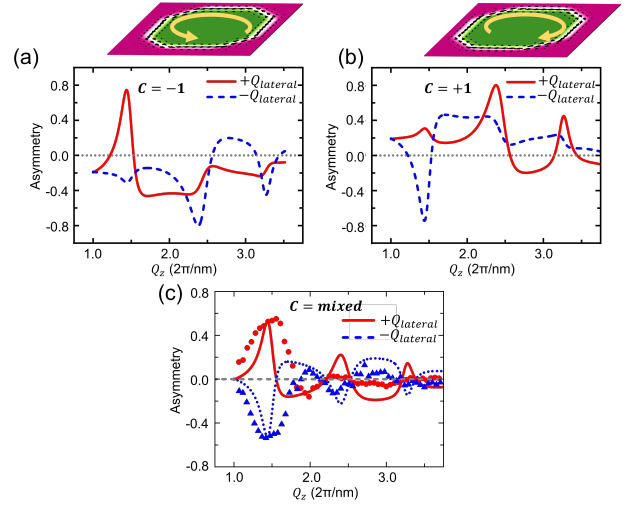 (a)
C = −1
+Q_lateral
−Q_lateral
Asymmetry
0.8
0.4
0.0
-0.4
-0.8
1.0 2.0 3.0
Q_z (2π/nm)
(b)
C = +1
+Q_lateral
−Q_lateral
Asymmetry
0.8
0.4
0.0
-0.4
-0.8
1.0 2.0 3.0
Q_z (2π/nm)
(c)
C = mixed
+Q_lateral
−Q_lateral
Asymmetry
0.8
0.4
0.0
-0.4
-0.8
1.0 2.0 3.0
Q_z (2π/nm)